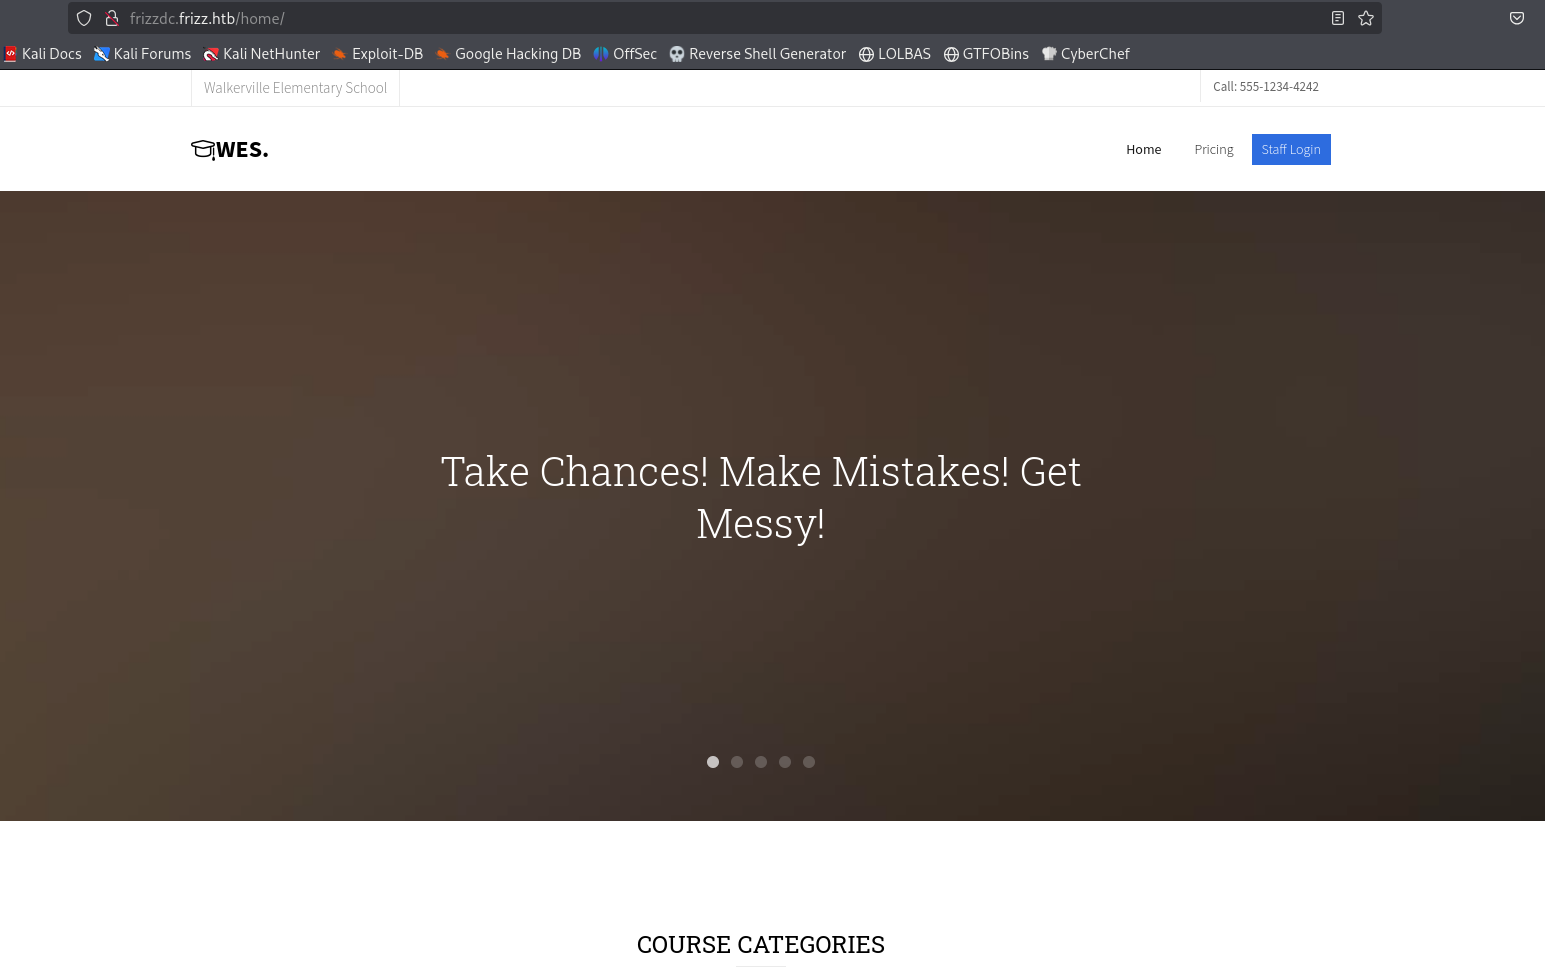 frizzdc.frizz.htb/home/
Kali Docs Kali Forums Kali NetHunter Exploit-DB Google Hacking DB OffSec Reverse Shell Generator LOLBAS GTFOBins CyberChef
Walkerville Elementary School Call: 555-1234-4242
WES. Home Pricing Staff Login
Take Chances! Make Mistakes! Get
Messy!
COURSE CATEGORIES